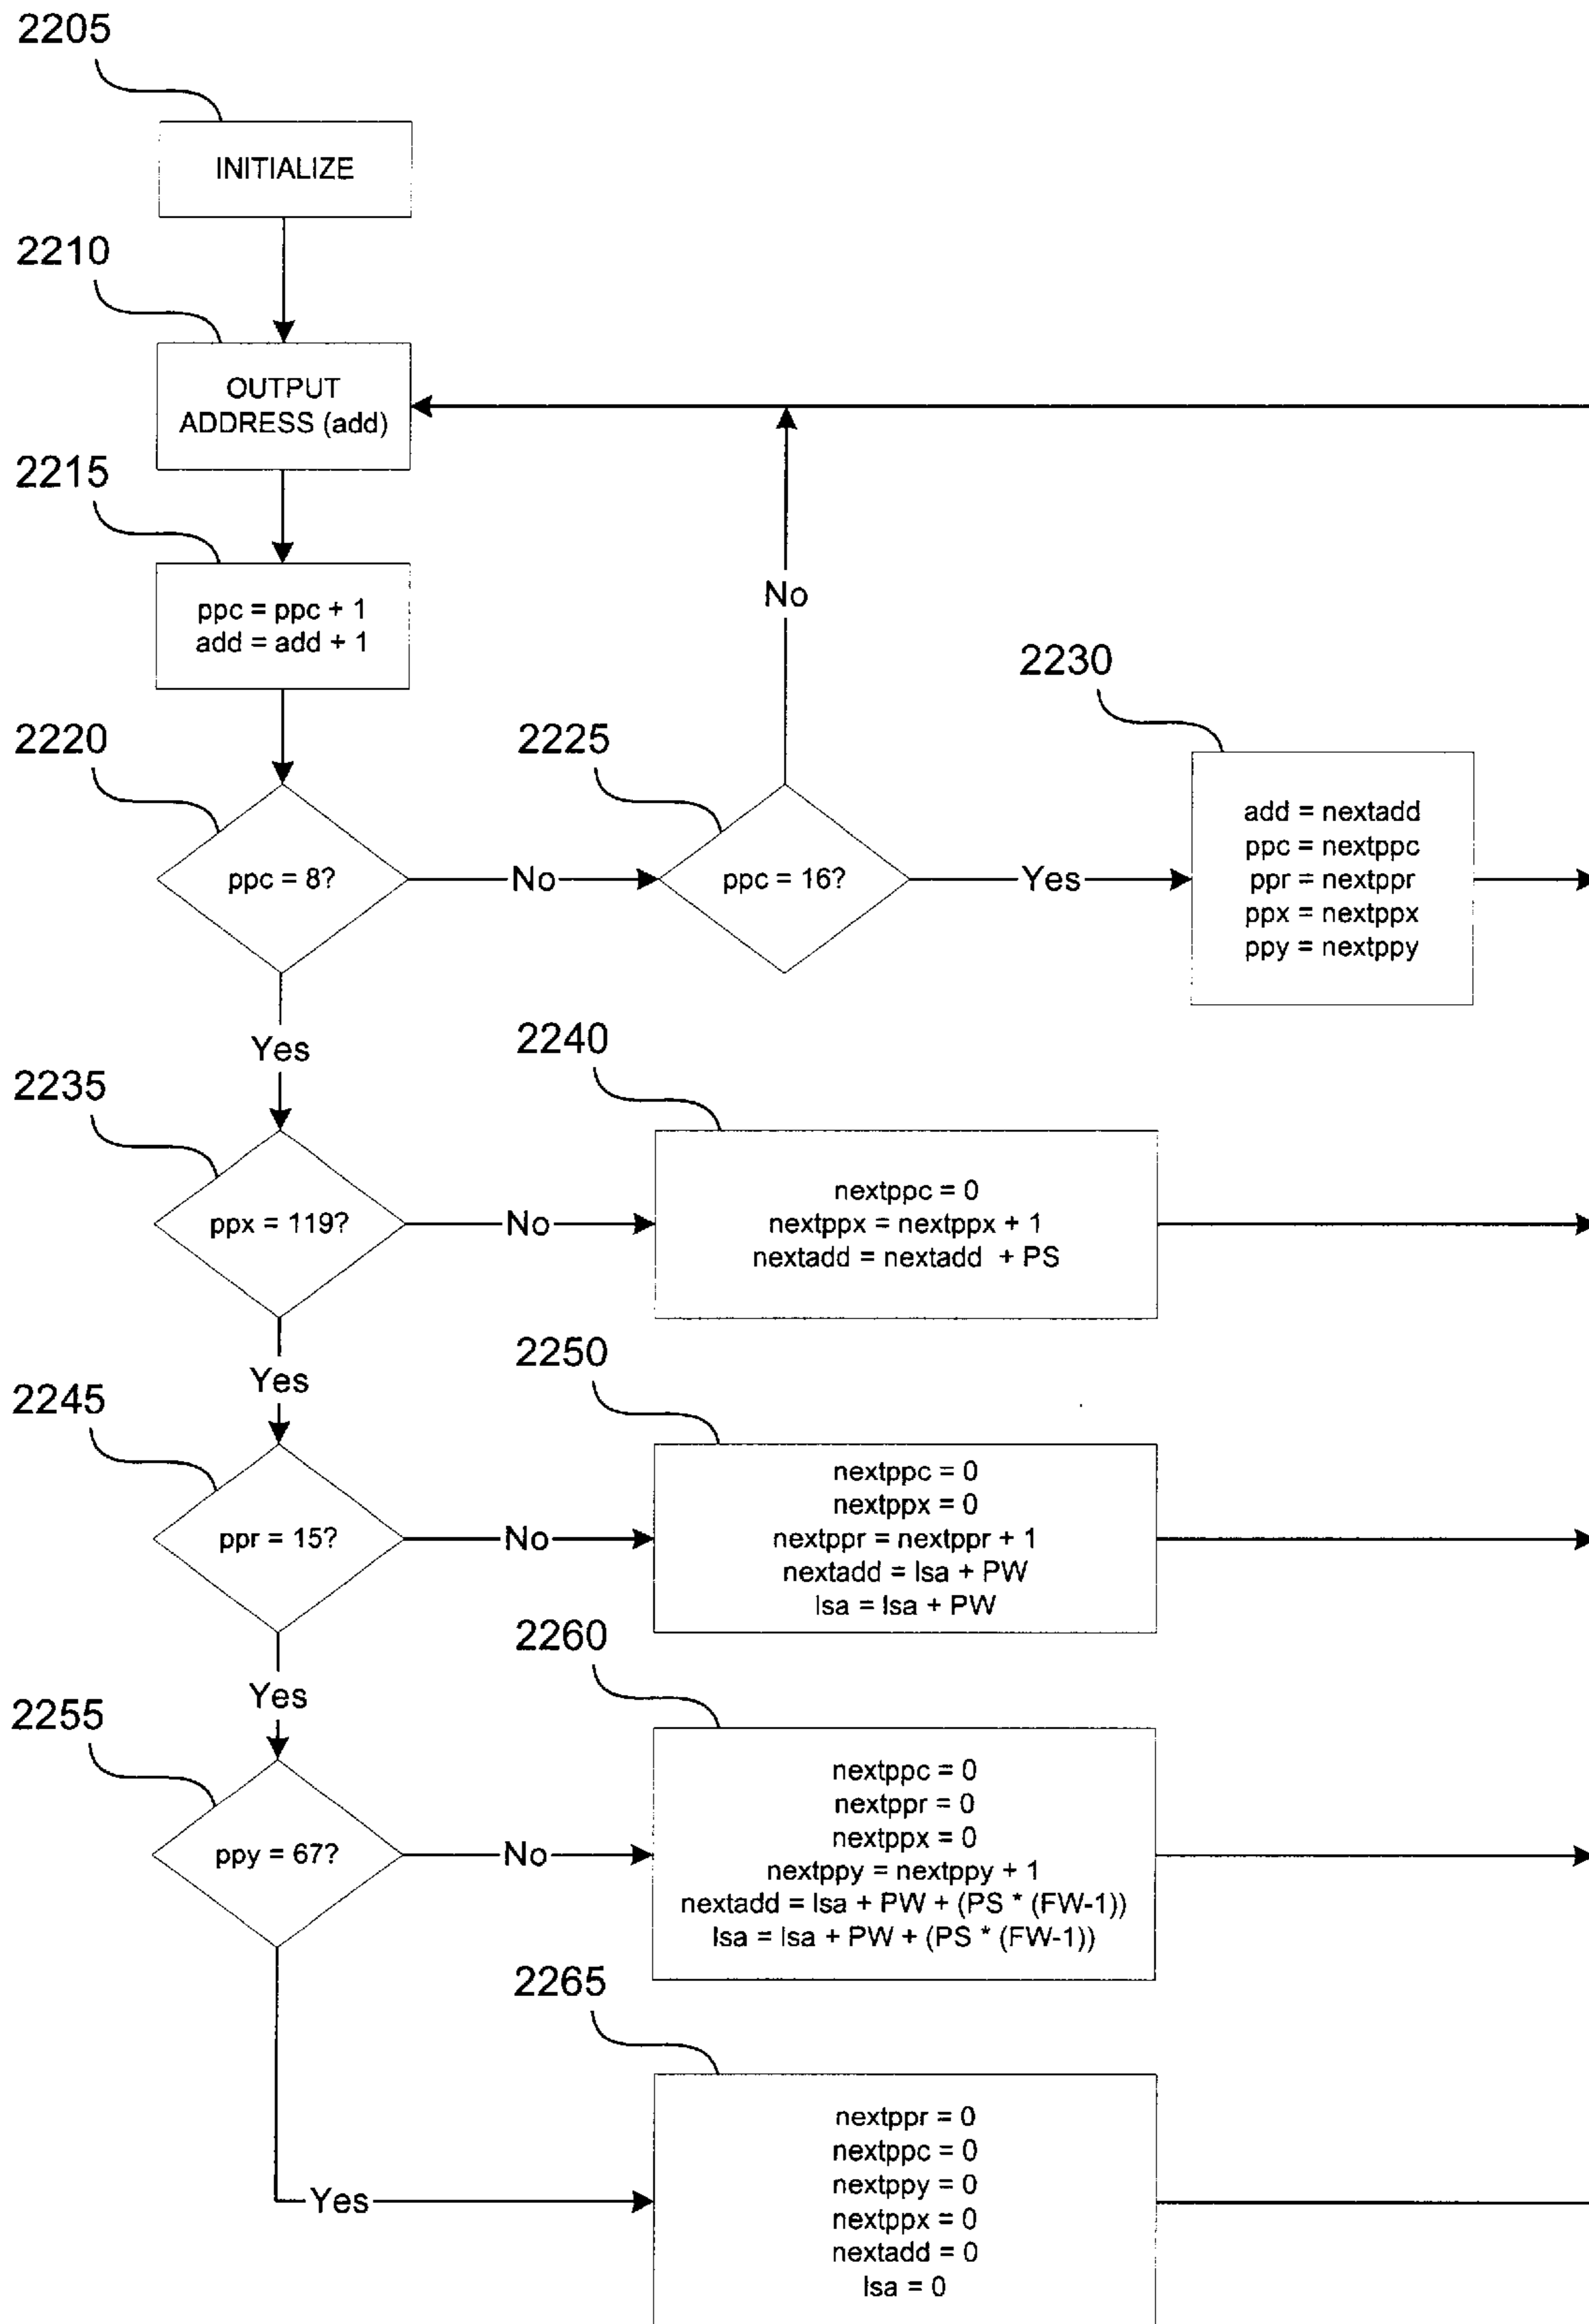 2205
INITIALIZE
2210
OUTPUT
ADDRESS (add)
2215
ppc = ppc + 1
add = add + 1
No
2220
ppc = 8?
No
2225
ppc = 16?
Yes
2230
add = nextadd
ppc = nextppc
ppr = nextppr
ppx = nextppx
ppy = nextppy
Yes
2235
ppx = 119?
No
2240
nextppc = 0
nextppx = nextppx + 1
nextadd = nextadd + PS
Yes
2245
ppr = 15?
No
2250
nextppc = 0
nextppx = 0
nextppr = nextppr + 1
nextadd = lsa + PW
lsa = lsa + PW
Yes
2255
ppy = 67?
No
2260
nextppc = 0
nextppr = 0
nextppx = 0
nextppy = nextppy + 1
nextadd = lsa + PW + (PS * (FW-1))
lsa = lsa + PW + (PS * (FW-1))
Yes
2265
nextppr = 0
nextppc = 0
nextppy = 0
nextppx = 0
nextadd = 0
lsa = 0